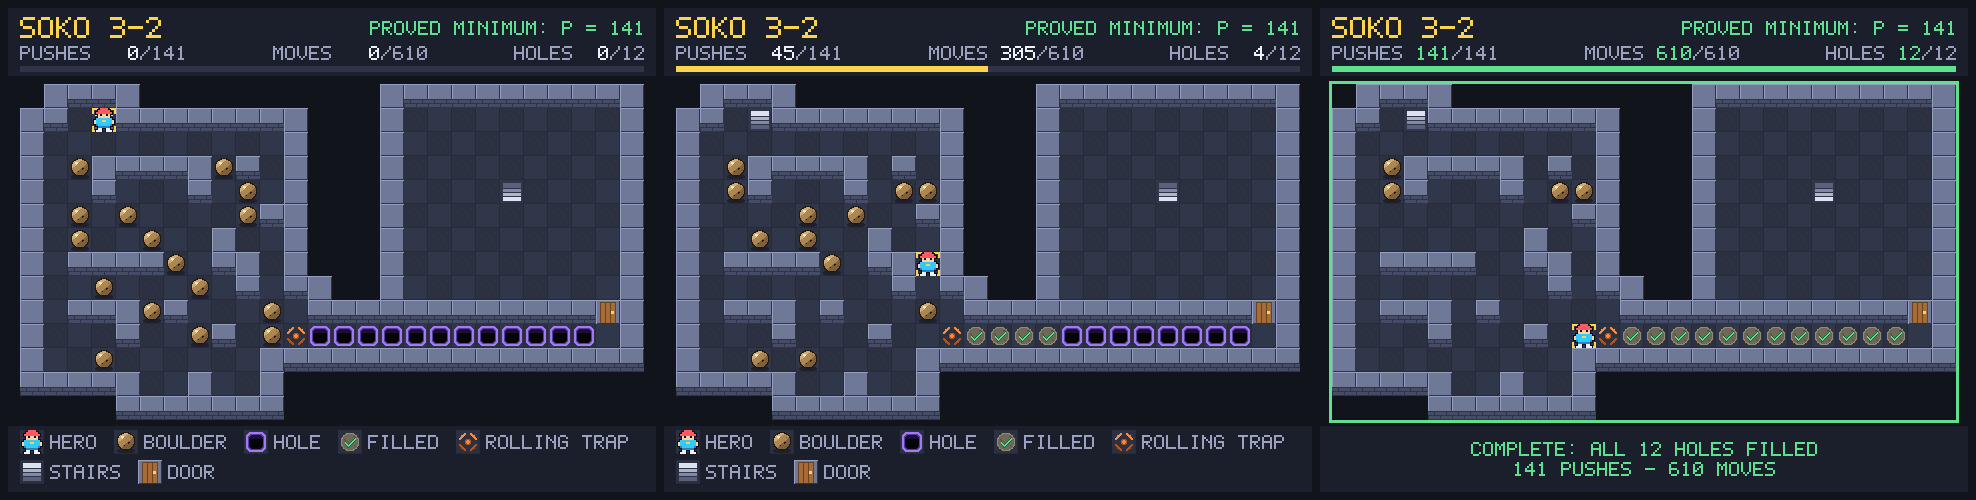 SOKO 3-2
PROVED MINIMUM: P = 141
PUSHES 0/141 MOVES 0/610 HOLES 0/12
HERO BOULDER HOLE FILLED ROLLING TRAP
STAIRS DOOR
SOKO 3-2
PROVED MINIMUM: P = 141
PUSHES 45/141 MOVES 305/610 HOLES 4/12
HERO BOULDER HOLE FILLED ROLLING TRAP
STAIRS DOOR
SOKO 3-2
PROVED MINIMUM: P = 141
PUSHES 141/141 MOVES 610/610 HOLES 12/12
COMPLETE: ALL 12 HOLES FILLED
141 PUSHES – 610 MOVES